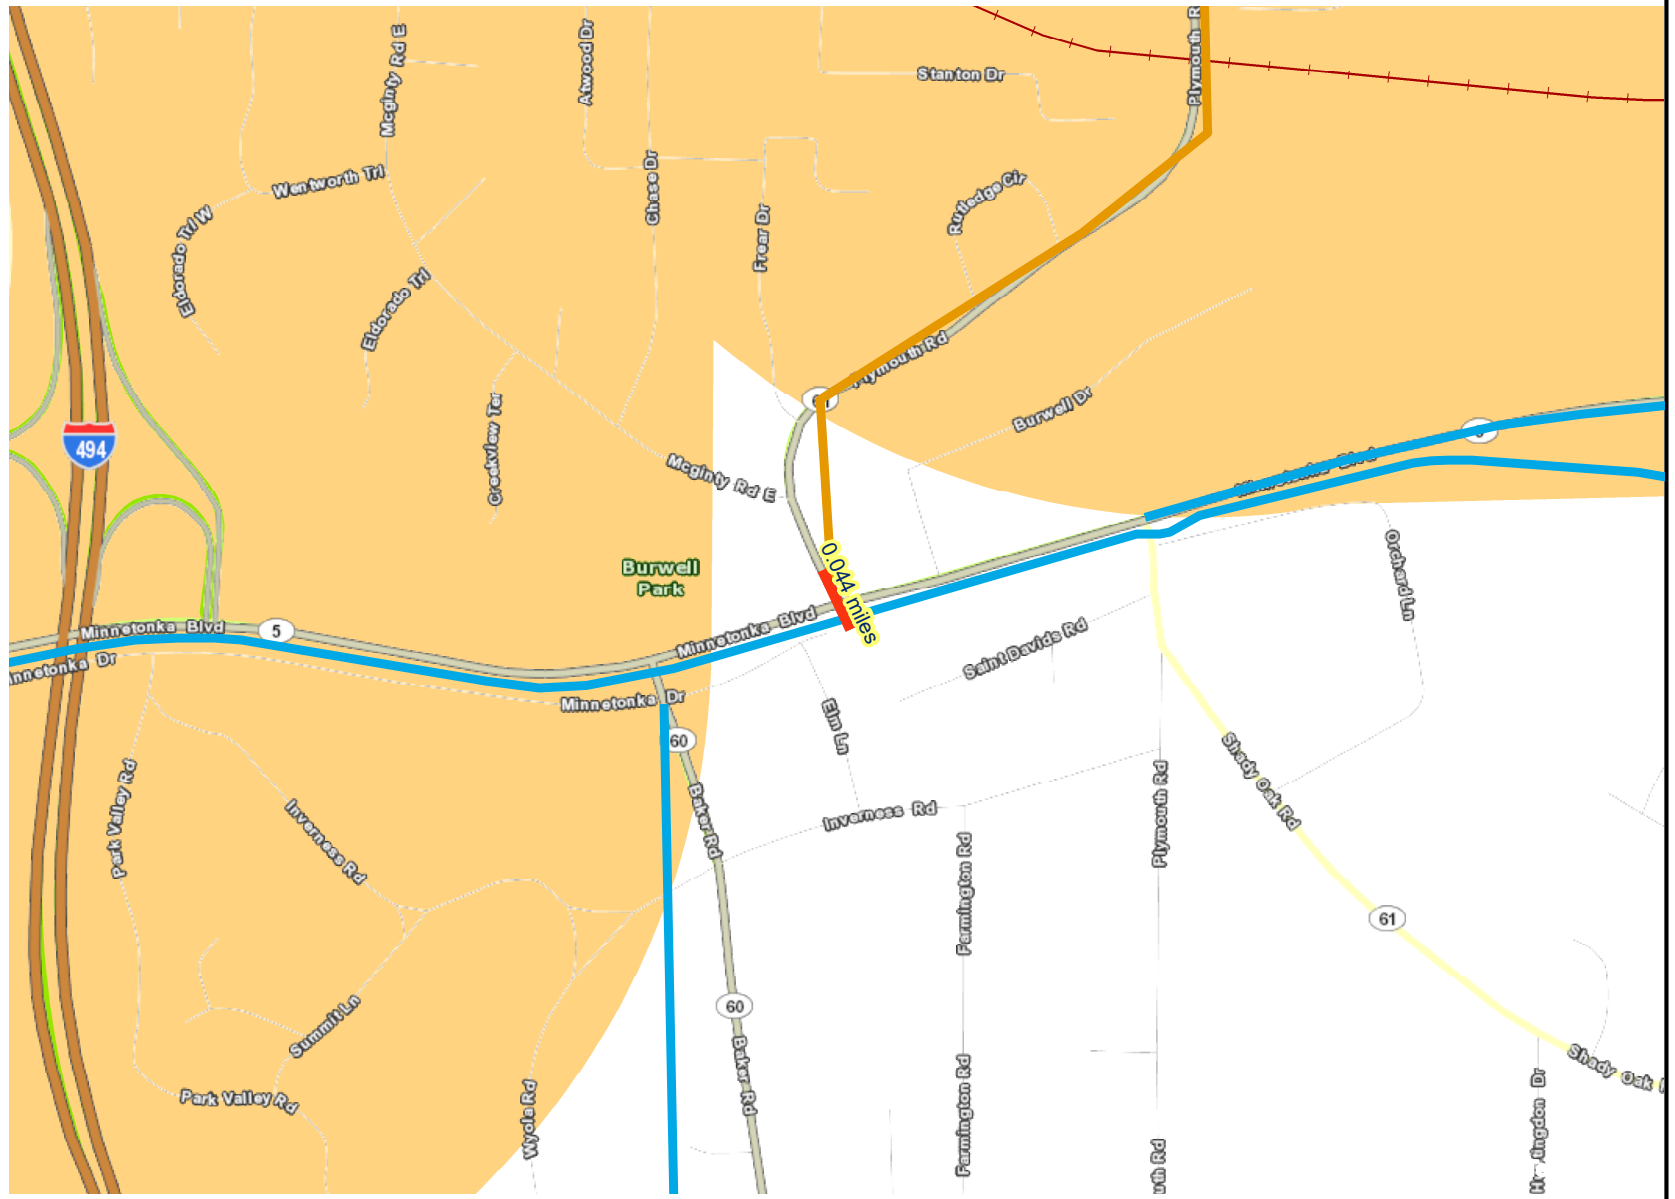 Plymouth R
Mcginty Rd E
Atwood Dr
Stanton Dr
Wentworth Trl
Chase Dr
Rutledge Cir
Eldorado Trl W
Frear Dr
Eldorado Trl
Plymouth Rd
Burwell Dr
Creekview Ter
494
Mcginty Rd E
Minnetonka Blvd
Orchard Ln
Burwell
Park
0.044 miles
Minnetonka Blvd
5
Minnetonka Blvd
Saint Davids Rd
nnetonka Dr
Minnetonka Dr
Elm Ln
60
Shady Oak Rd
Park Valley Rd
Inverness Rd
Baker Rd
Inverness Rd
Plymouth Rd
Farmington Rd
61
60
Summit Ln
Baker Rd
Park Valley Rd
Wyola Rd
Farmington Rd
Shady Oak
uth Rd